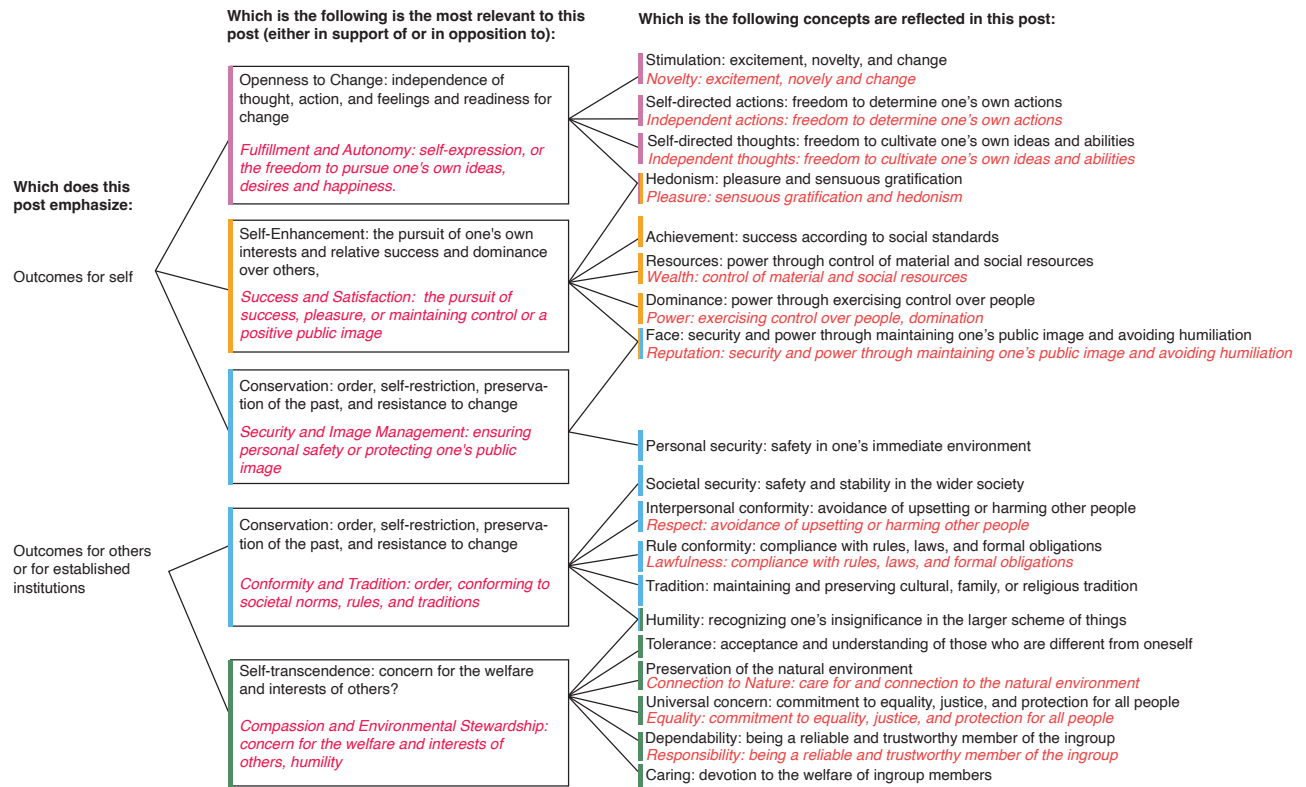 Which is the following is the most relevant to this
post (either in support of or in opposition to):
Which is the following concepts are reflected in this post:
Which does this
post emphasize:
Outcomes for self
Outcomes for others
or for established
institutions
Openness to Change: independence of
thought, action, and feelings and readiness for
change
Fulfillment and Autonomy: self-expression, or
the freedom to pursue one's own ideas,
desires and happiness.
Self-Enhancement: the pursuit of one's own
interests and relative success and dominance
over others,
Success and Satisfaction: the pursuit of
success, pleasure, or maintaining control or a
positive public image
Conservation: order, self-restriction, preserva-
tion of the past, and resistance to change
Security and Image Management: ensuring
personal safety or protecting one's public
image
Conservation: order, self-restriction, preserva-
tion of the past, and resistance to change
Conformity and Tradition: order, conforming to
societal norms, rules, and traditions
Self-transcendence: concern for the welfare
and interests of others?
Compassion and Environmental Stewardship:
concern for the welfare and interests of
others, humility
Stimulation: excitement, novelty, and change
Novelty: excitement, novely and change
Self-directed actions: freedom to determine one's own actions
Independent actions: freedom to determine one's own actions
Self-directed thoughts: freedom to cultivate one's own ideas and abilities
Independent thoughts: freedom to cultivate one's own ideas and abilities
Hedonism: pleasure and sensuous gratification
Pleasure: sensuous gratification and hedonism
Achievement: success according to social standards
Resources: power through control of material and social resources
Wealth: control of material and social resources
Dominance: power through exercising control over people
Power: exercising control over people, domination
Face: security and power through maintaining one's public image and avoiding humiliation
Reputation: security and power through maintaining one's public image and avoiding humiliation
Personal security: safety in one's immediate environment
Societal security: safety and stability in the wider society
Interpersonal conformity: avoidance of upsetting or harming other people
Respect: avoidance of upsetting or harming other people
Rule conformity: compliance with rules, laws, and formal obligations
Lawfulness: compliance with rules, laws, and formal obligations
Tradition: maintaining and preserving cultural, family, or religious tradition
Humility: recognizing one's insignificance in the larger scheme of things
Tolerance: acceptance and understanding of those who are different from oneself
Preservation of the natural environment
Connection to Nature: care for and connection to the natural environment
Universal concern: commitment to equality, justice, and protection for all people
Equality: commitment to equality, justice, and protection for all people
Dependability: being a reliable and trustworthy member of the ingroup
Responsibility: being a reliable and trustworthy member of the ingroup
Caring: devotion to the welfare of ingroup members